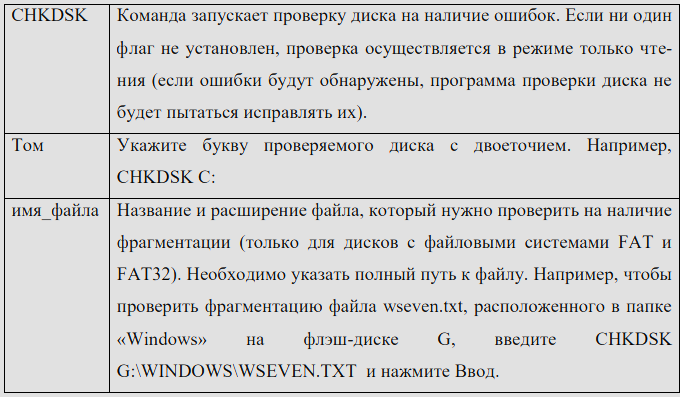 CHKDSK Команда запускает проверку диска на наличие ошибок. Если ни один
флаг не установлен, проверка осуществляется в режиме только чте-
ния (если ошибки будут обнаружены, программа проверки диска не
будет пытаться исправлять их).
Том Укажите букву проверяемого диска с двоеточием. Например,
CHKDSK C:
имя_файла Название и расширение файла, который нужно проверить на наличие
фрагментации (только для дисков с файловыми системами FAT и
FAT32). Необходимо указать полный путь к файлу. Например, чтобы
проверить фрагментацию файла wseven.txt, расположенного в папке
«Windows» на флэш-диске G, введите CHKDSK
G:\WINDOWS\WSEVEN.TXT и нажмите Ввод.